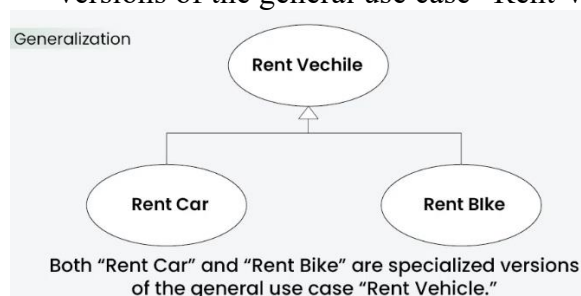 versions of the general use case "Rent V
Generalization
Rent Vechile
Rent Car
Rent BIke
Both “Rent Car” and “Rent Bike” are specialized versions
of the general use case “Rent Vehicle.”